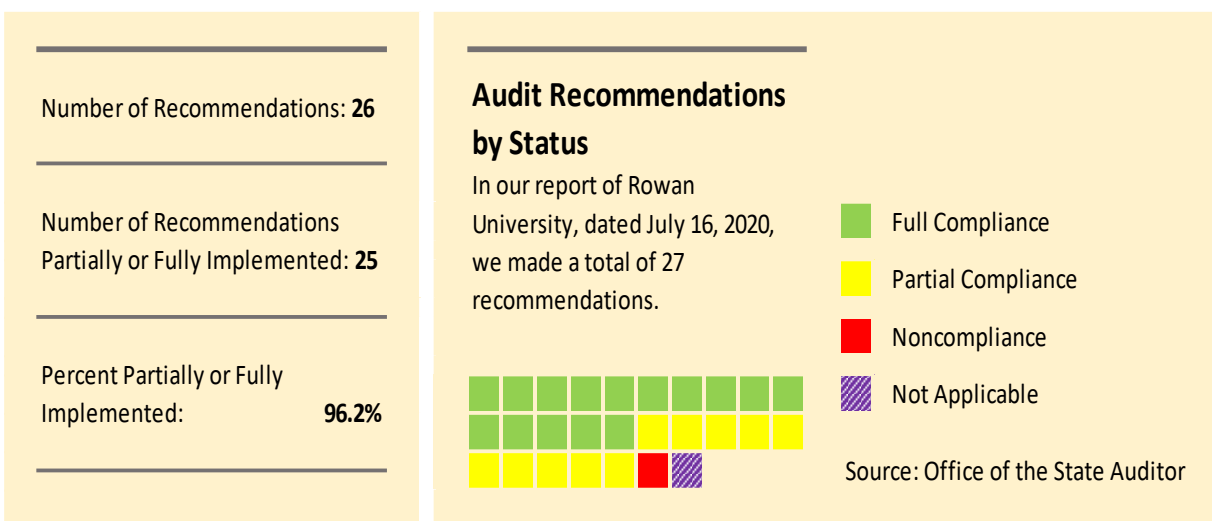 Number of Recommendations: 26
Number of Recommendations
Partially or Fully Implemented: 25
Percent Partially or Fully
Implemented: 96.2%
Audit Recommendations
by Status
In our report of Rowan
University, dated July 16, 2020,
we made a total of 27
recommendations.
Full Compliance
Partial Compliance
Noncompliance
Not Applicable
Source: Office of the State Auditor